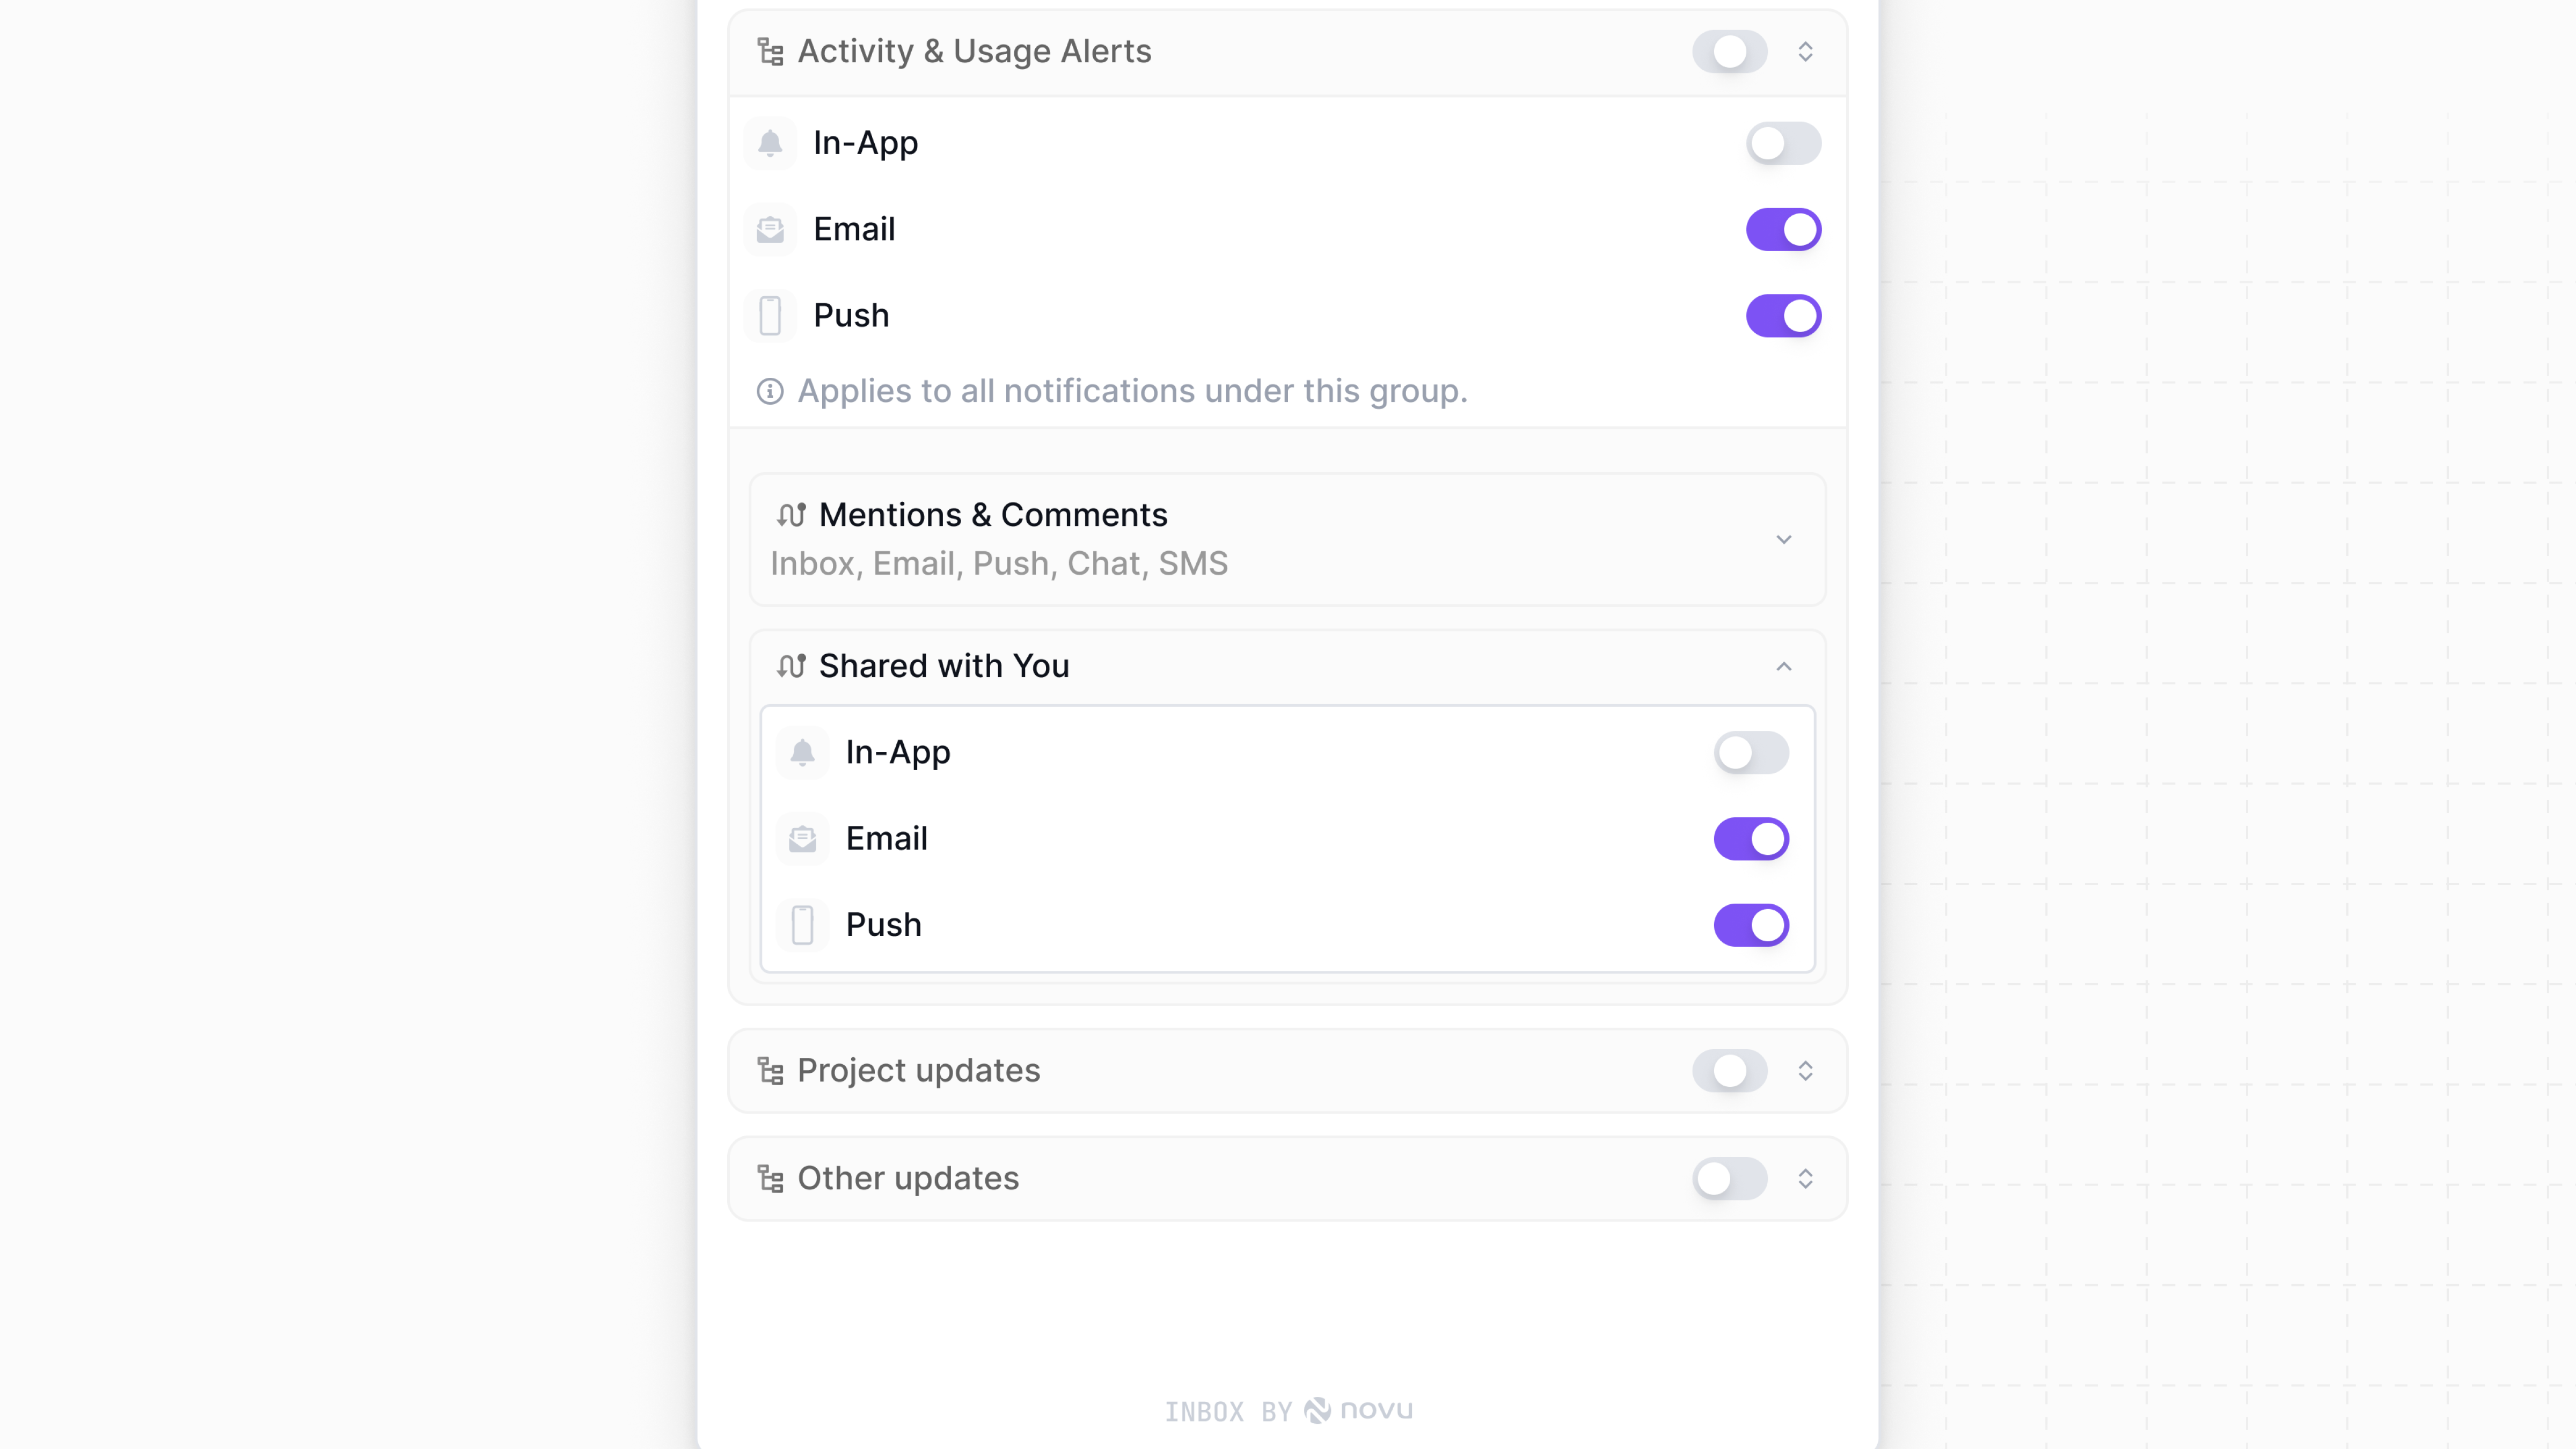 Activity & Usage Alerts
In-App
Email
Push
Applies to all notifications under this group.
Mentions & Comments
Inbox, Email, Push, Chat, SMS
Shared with You
In-App
Email
Push
Project updates
Other updates
INBOX BY novu